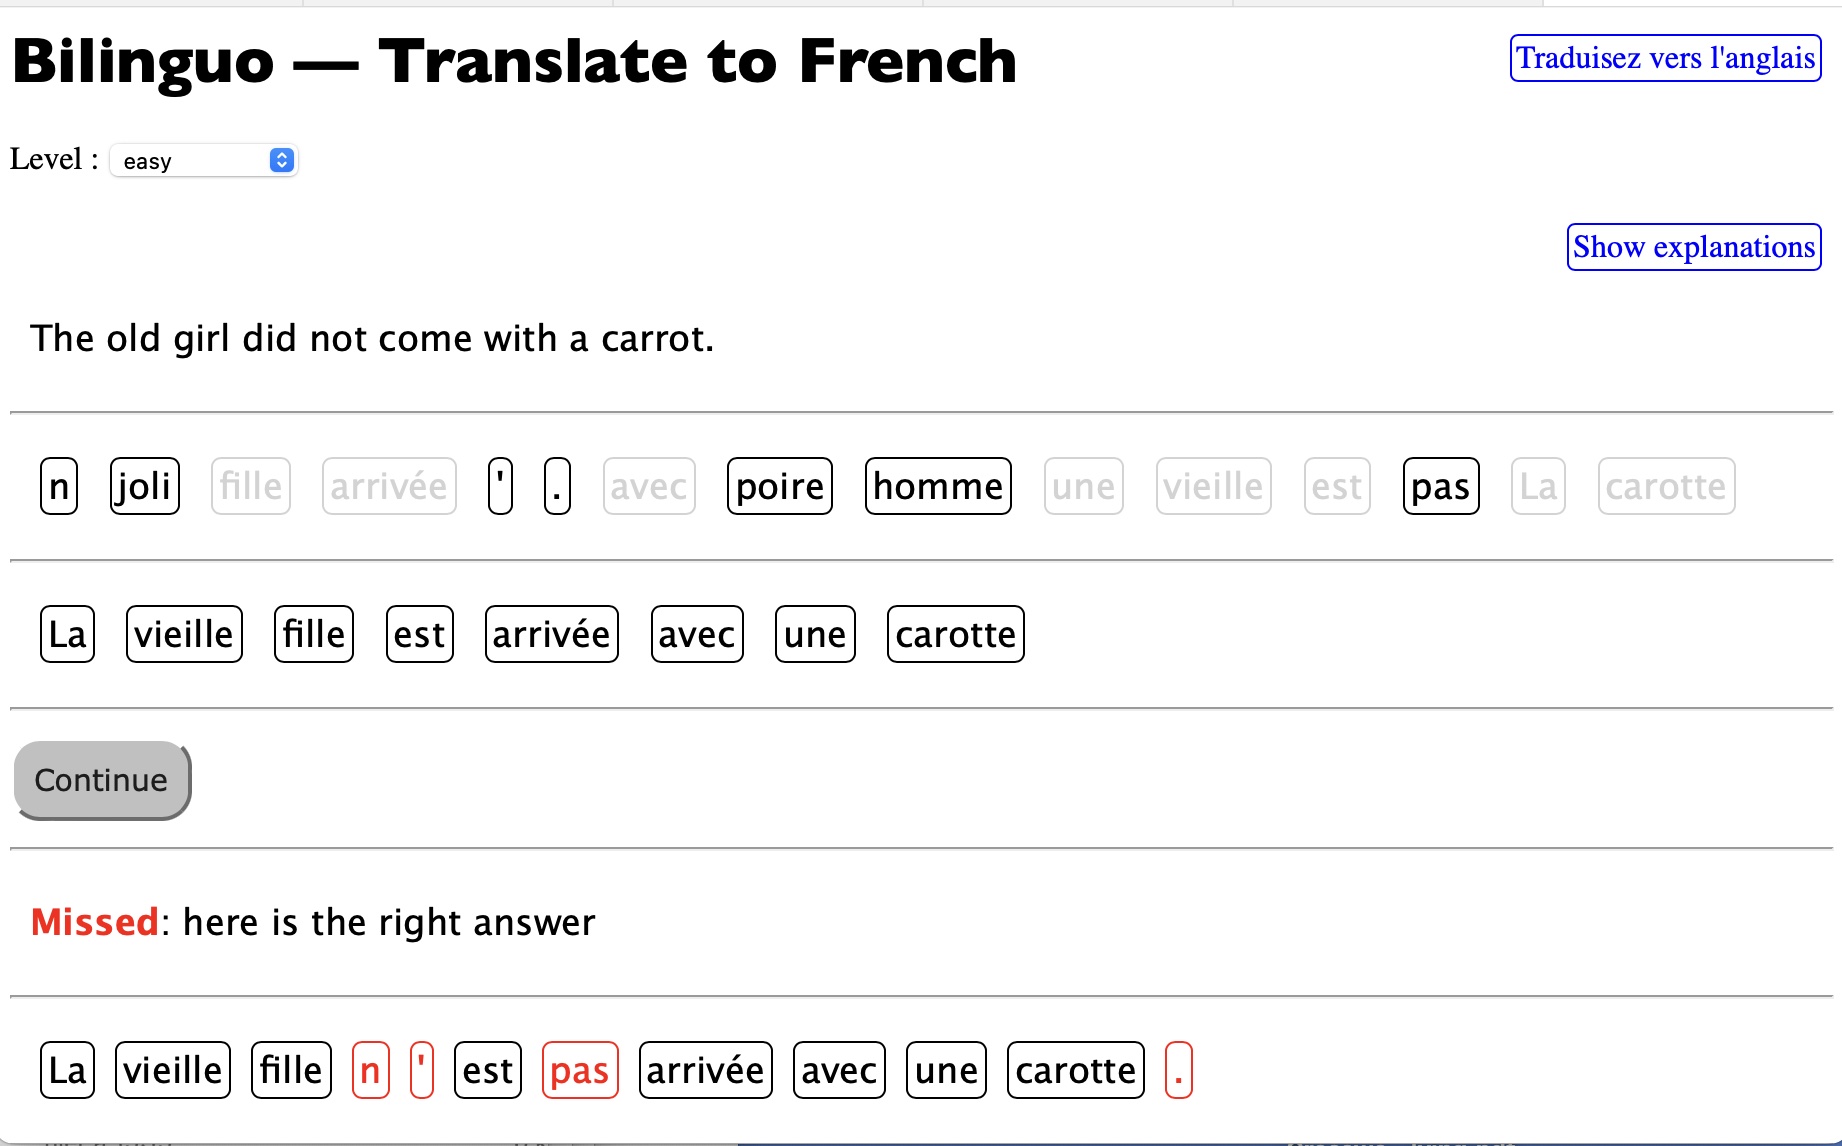 Bilinguo — Translate to French
Traduisez vers l'anglais
Level : easy
Show explanations
The old girl did not come with a carrot.
n joli fille arrivée ' . avec poire homme une vieille est pas La carotte
La vieille fille est arrivée avec une carotte
Continue
Missed: here is the right answer
La vieille fille n ' est pas arrivée avec une carotte .